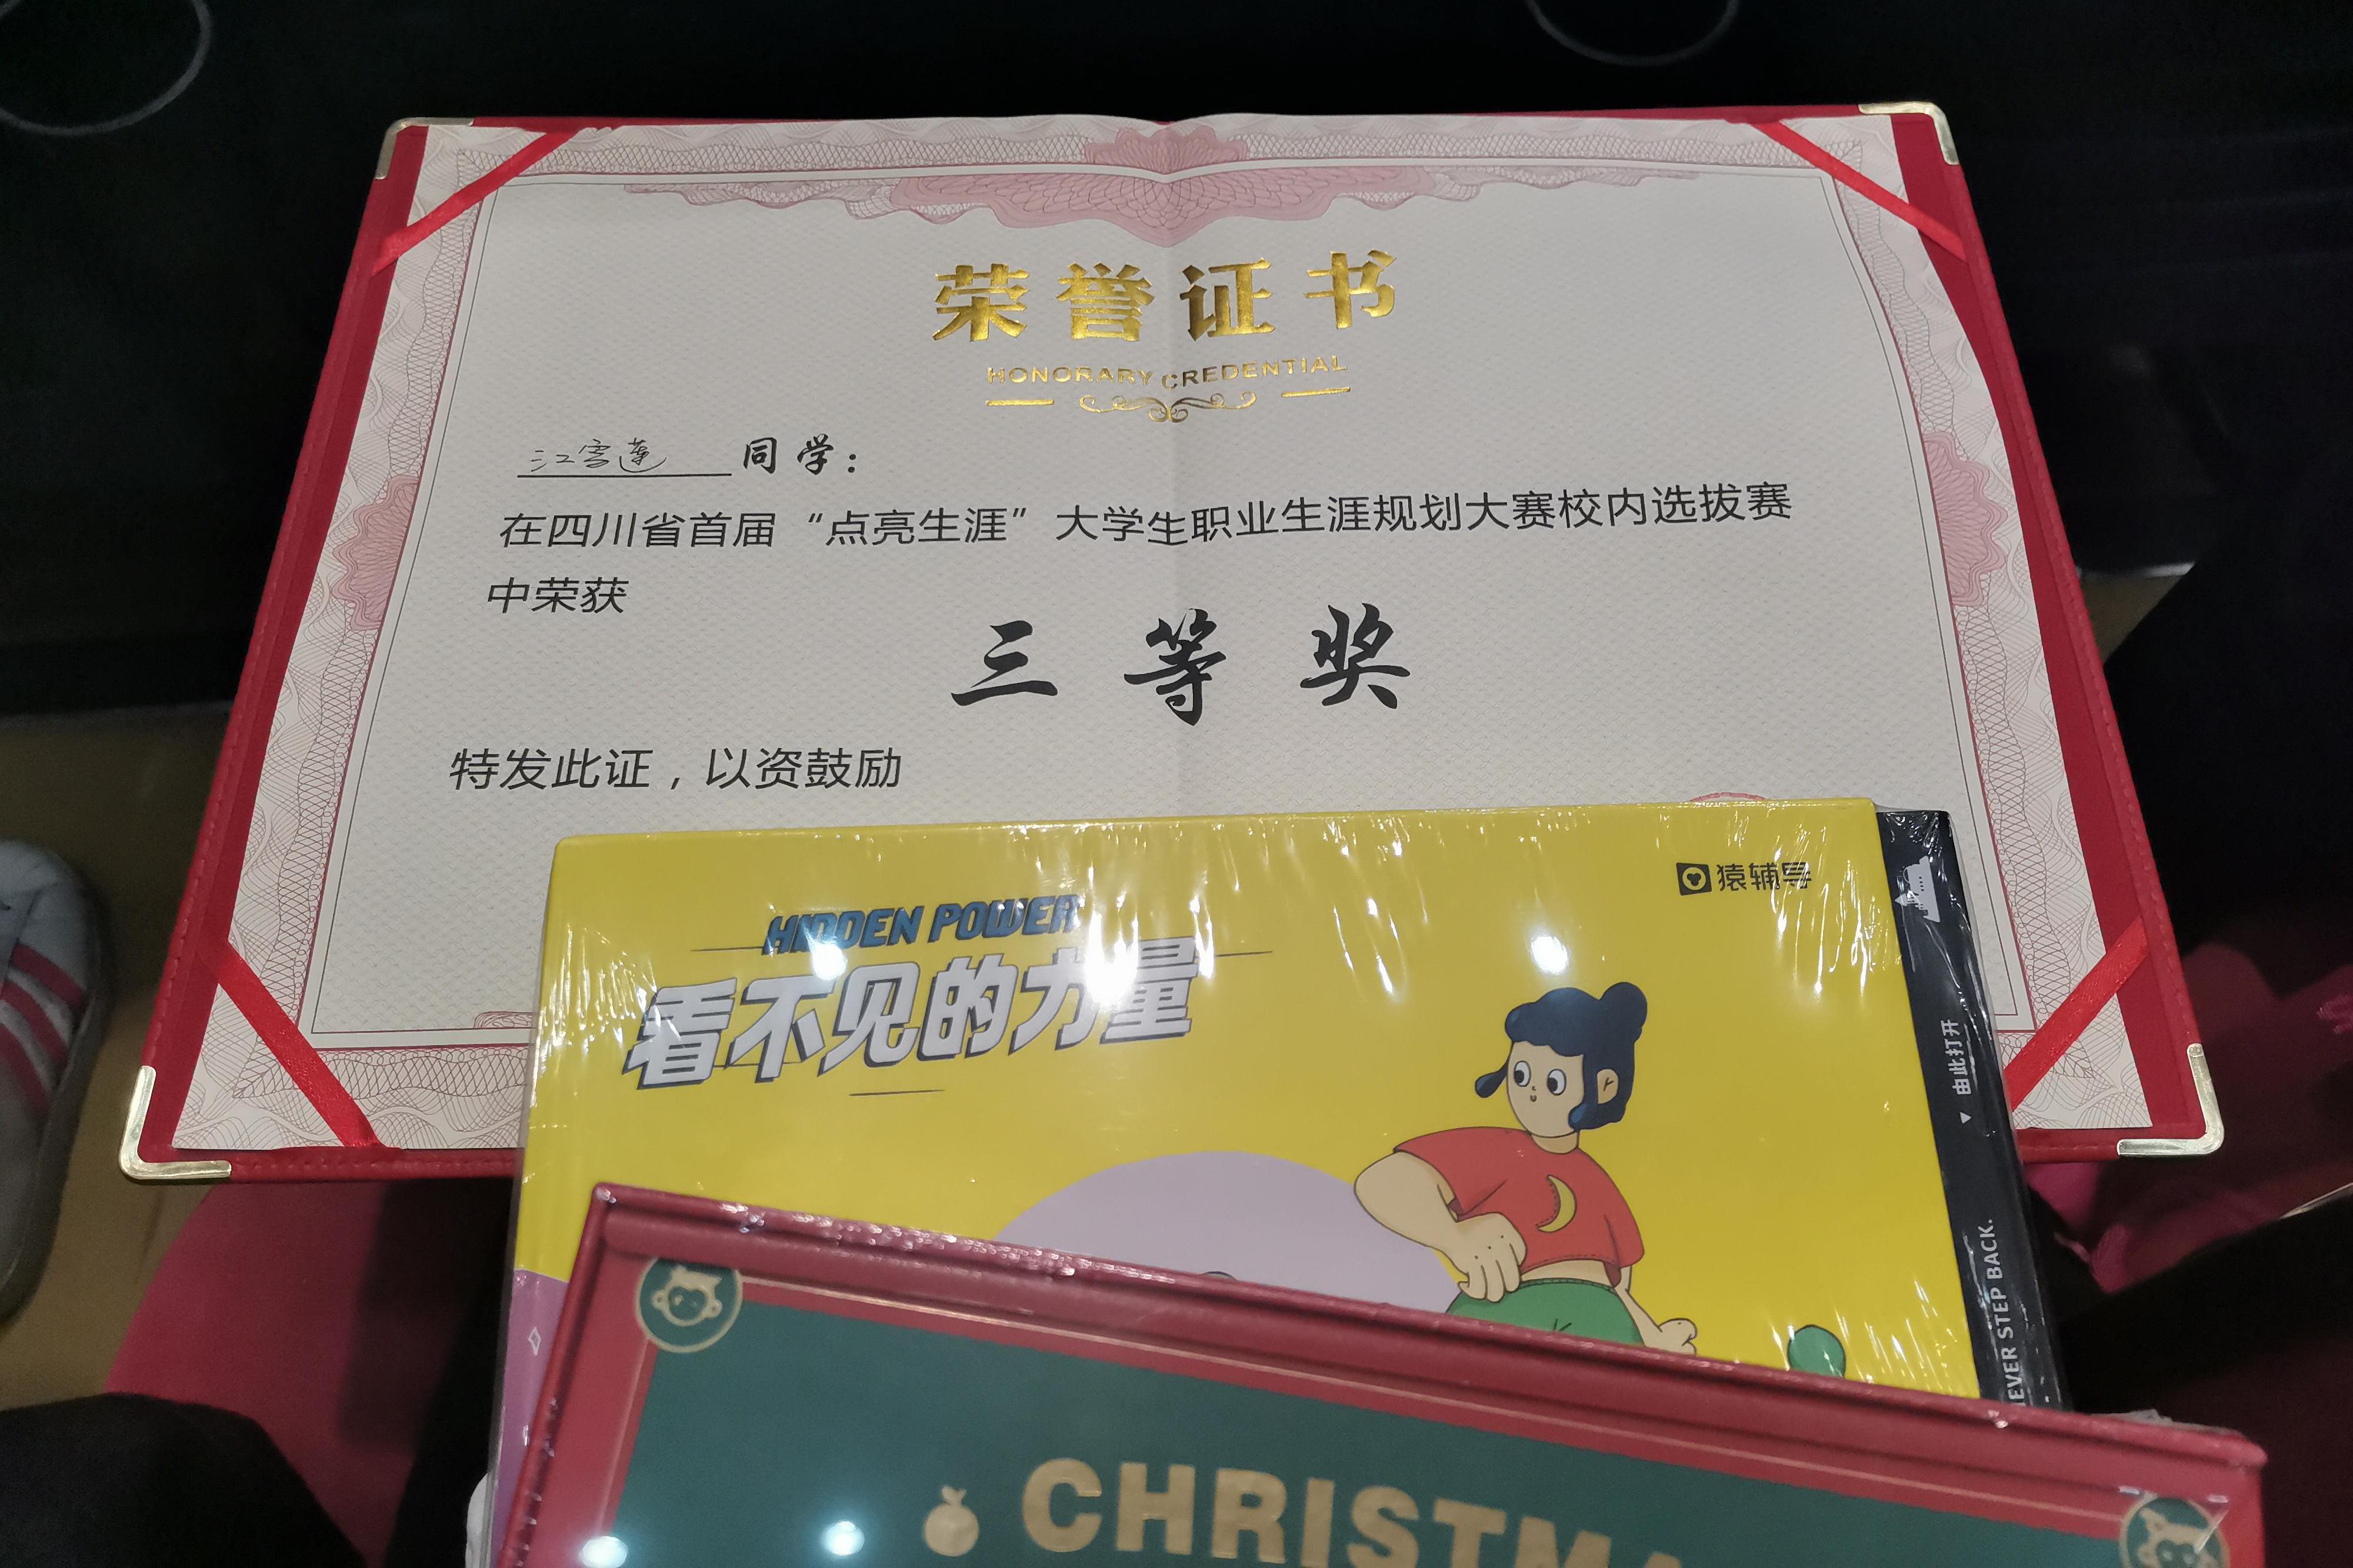 荣誉证书
HONORARY CREDENTIAL
江雪莲 同学：
在四川省首届“点亮生涯”大学生职业生涯规划大赛校内选拔赛
中荣获
三等奖
特发此证，以资鼓励
猿辅导
HIDDEN POWER
看不见的力量
由此打开
EVER STEP BACK.
CHRISTMA